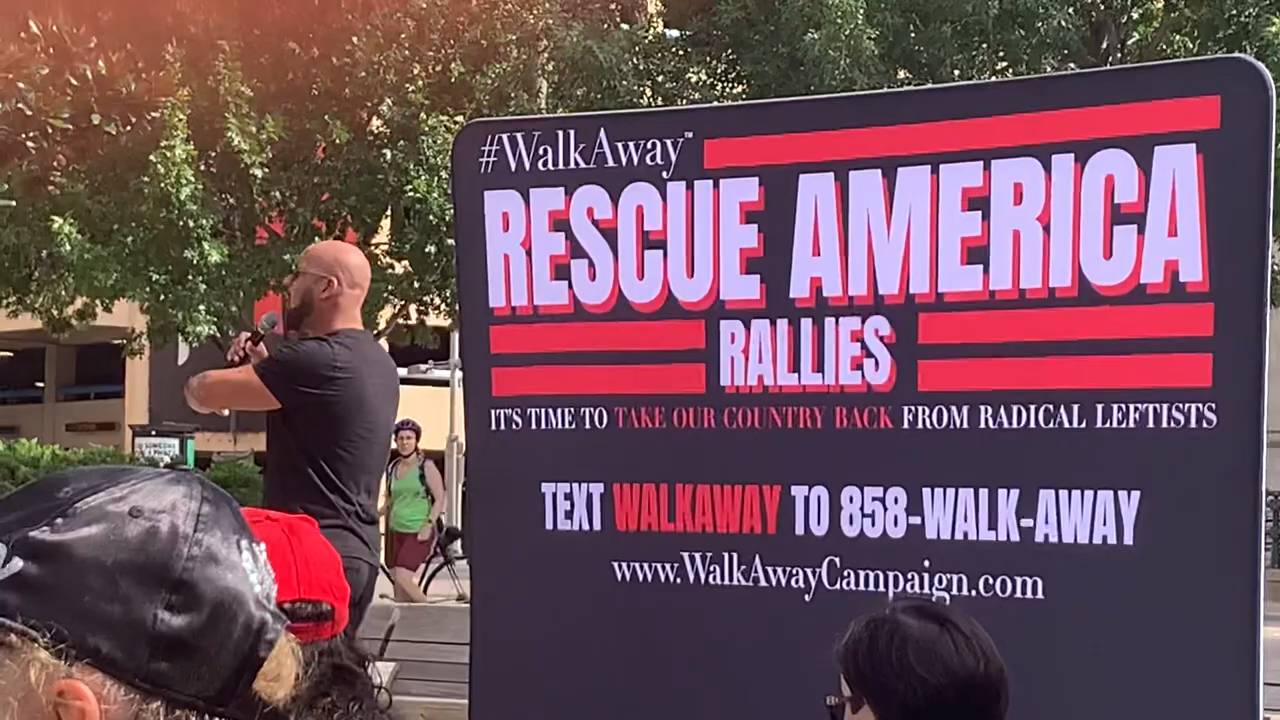 #WalkAway™
RESCUE AMERICA
RALLIES
IT'S TIME TO TAKE OUR COUNTRY BACK FROM RADICAL LEFTISTS
TEXT WALKAWAY TO 858-WALK-AWAY
www.WalkAwayCampaign.com